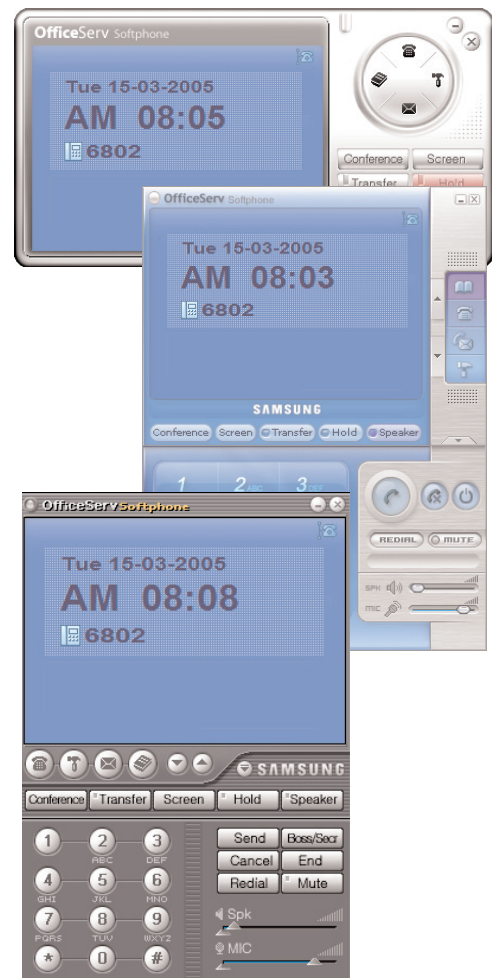 OfficeServ Softphone
Tue 15-03-2005
AM 08:05
6802
Conference Screen
Transfer Hold
OfficeServ Softphone
Tue 15-03-2005
AM 08:03
6802
SAMSUNG
Conference Screen Transfer Hold Speaker
1 2 ABC 3 DEF
REDIAL MUTE
SPK
MIC
OfficeServ Softphone
Tue 15-03-2005
AM 08:08
6802
SAMSUNG
Conference Transfer Screen Hold Speaker
1 2 3
ABC DEF
4 5 6
GHI JKL MNO
7 8 9
PQRS TUV WXYZ
* 0 #
Send Boss/Secr
Cancel End
Redial Mute
Spk
MIC